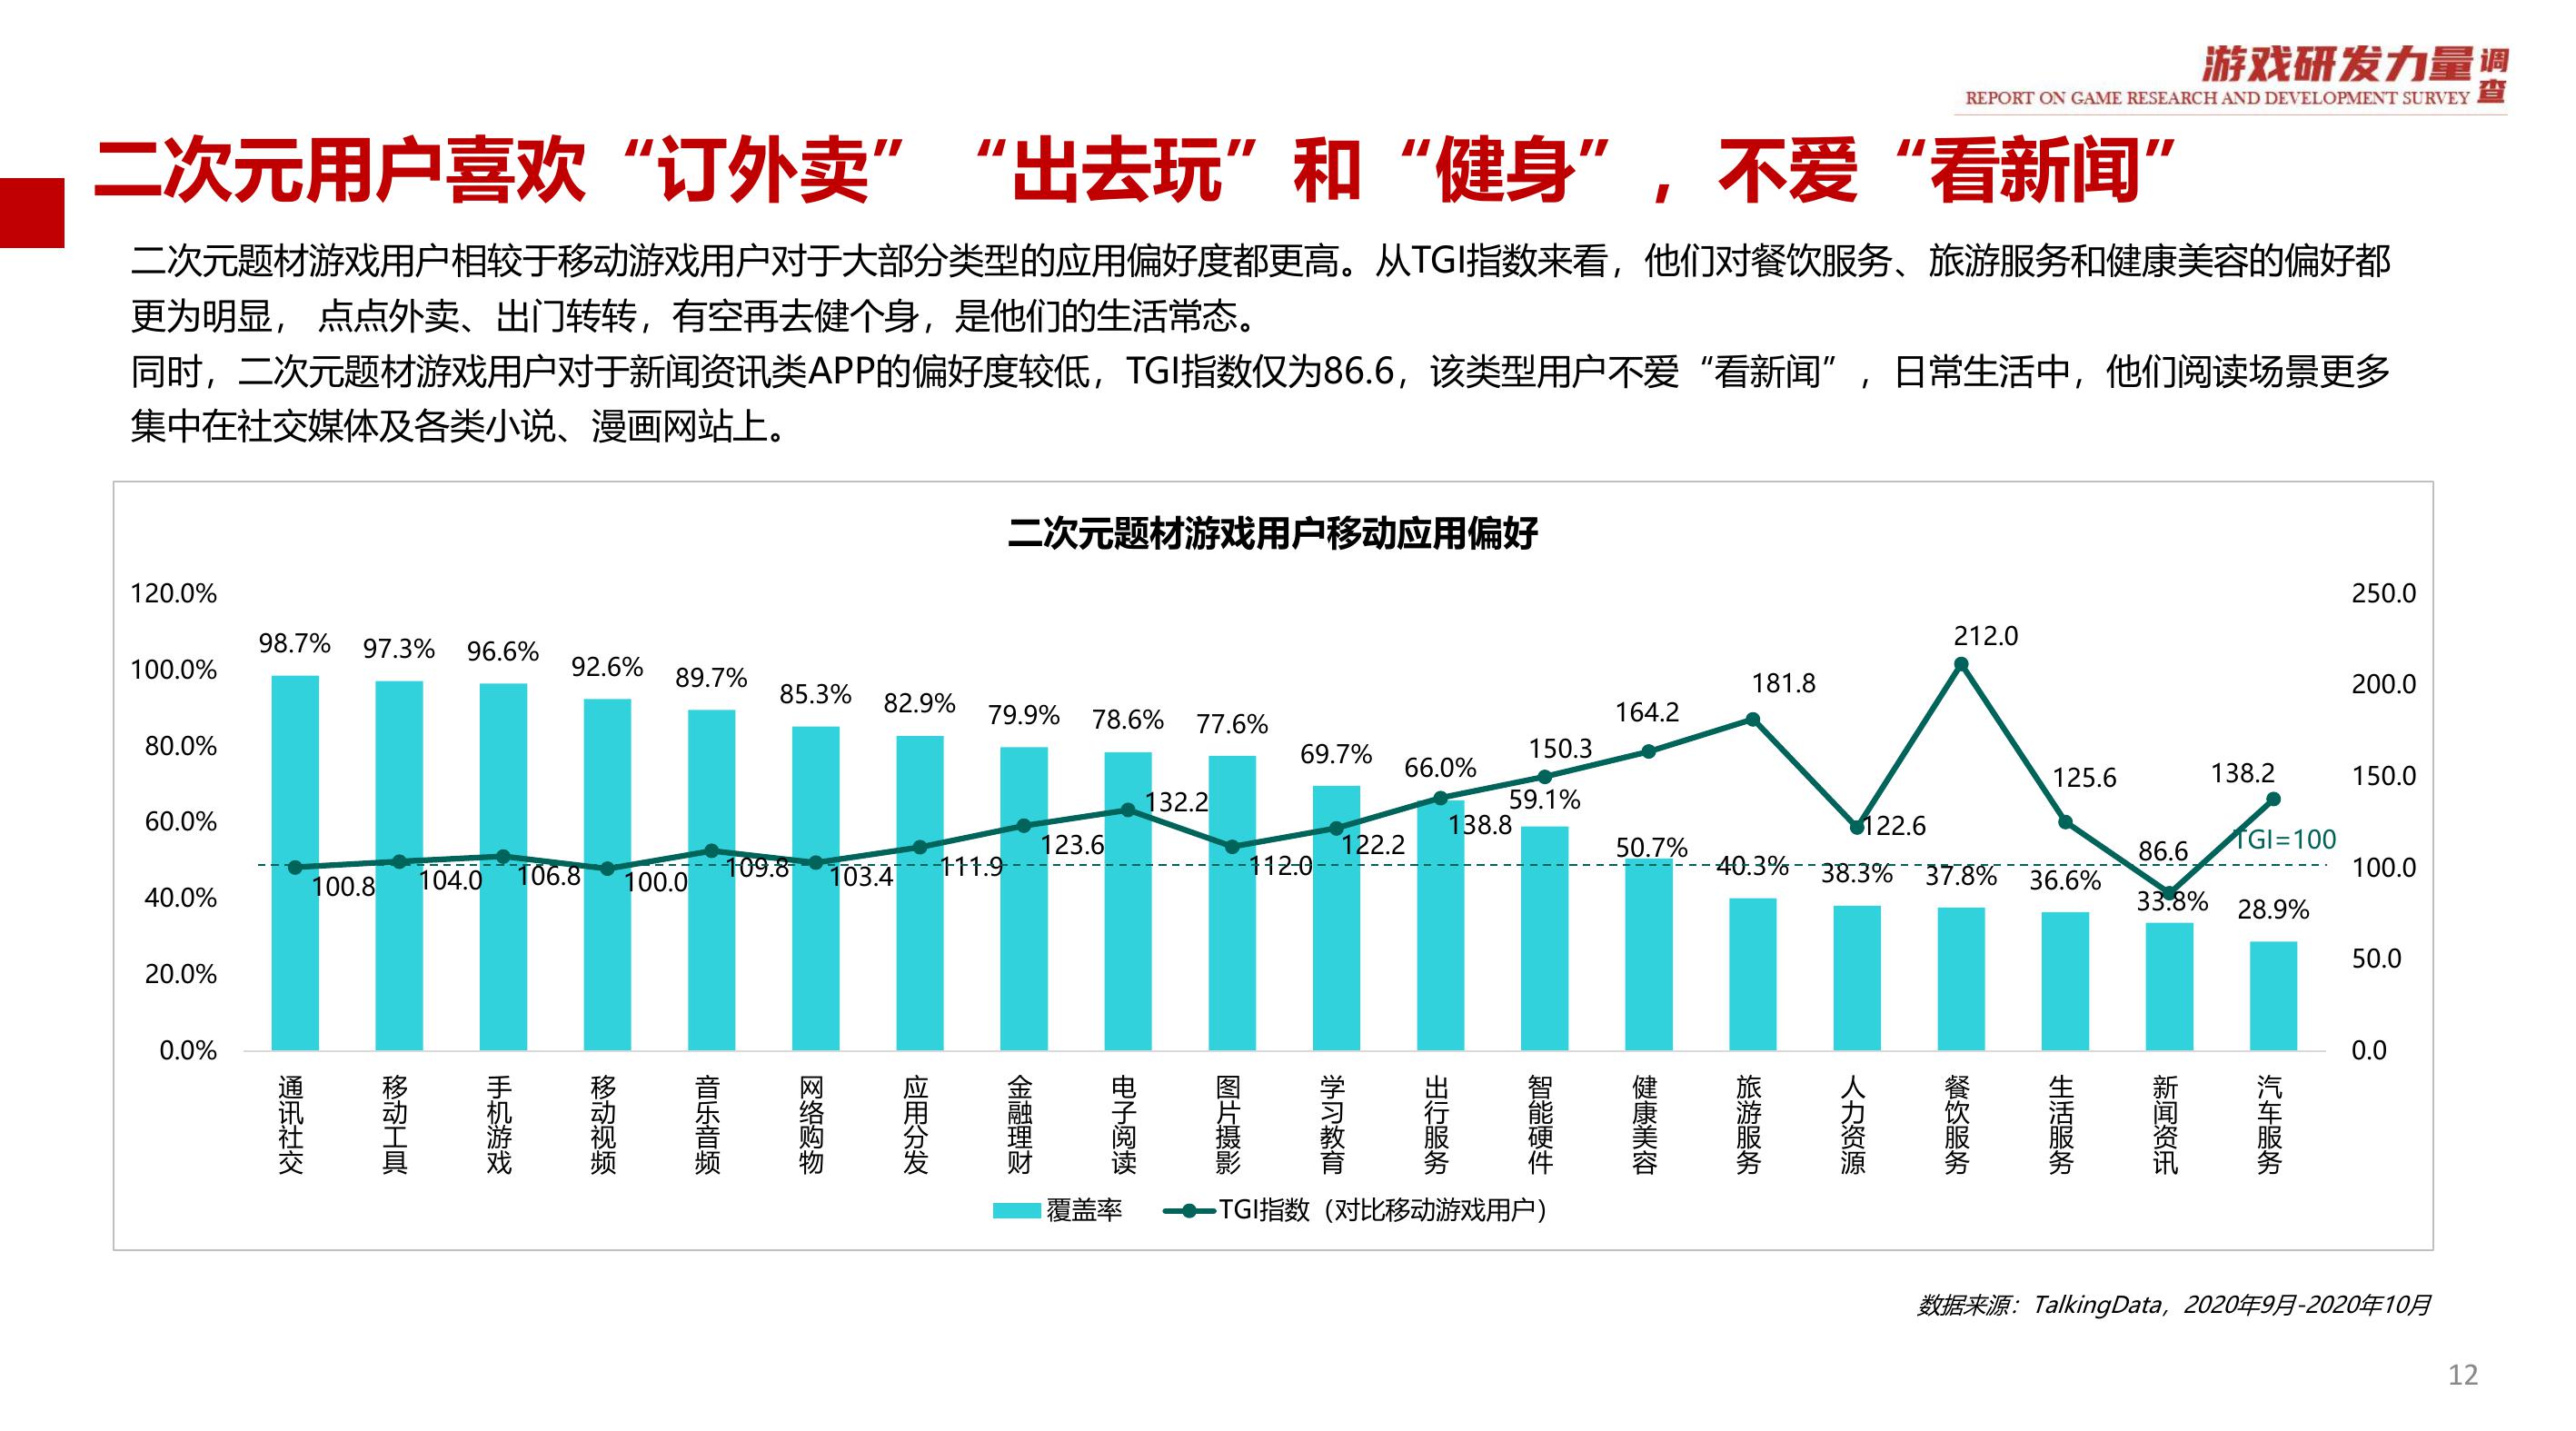 游戏研发力量调查
REPORT ON GAME RESEARCH AND DEVELOPMENT SURVEY
二次元用户喜欢“订外卖” “出去玩”和“健身”，不爱“看新闻”
二次元题材游戏用户相较于移动游戏用户对于大部分类型的应用偏好度都更高。从TGI指数来看，他们对餐饮服务、旅游服务和健康美容的偏好都
更为明显， 点点外卖、出门转转，有空再去健个身，是他们的生活常态。
同时，二次元题材游戏用户对于新闻资讯类APP的偏好度较低，TGI指数仅为86.6，该类型用户不爱“看新闻”，日常生活中，他们阅读场景更多
集中在社交媒体及各类小说、漫画网站上。
二次元题材游戏用户移动应用偏好
120.0%
100.0%
80.0%
60.0%
40.0%
20.0%
0.0%
98.7%
97.3%
96.6%
92.6%
89.7%
85.3%
82.9%
79.9%
78.6%
77.6%
69.7%
66.0%
59.1%
50.7%
40.3%
38.3%
37.8%
36.6%
33.8%
28.9%
100.8
104.0
106.8
100.0
109.8
103.4
111.9
123.6
132.2
112.0
122.2
138.8
150.3
164.2
181.8
122.6
212.0
125.6
86.6
138.2
TGI=100
250.0
200.0
150.0
100.0
50.0
0.0
通讯社交
移动工具
手机游戏
移动视频
音乐音频
网络购物
应用分发
金融理财
电子阅读
图片摄影
学习教育
出行服务
智能硬件
健康美容
旅游服务
人力资源
餐饮服务
生活服务
新闻资讯
汽车服务
覆盖率
TGI指数（对比移动游戏用户）
数据来源：TalkingData，2020年9月-2020年10月
12